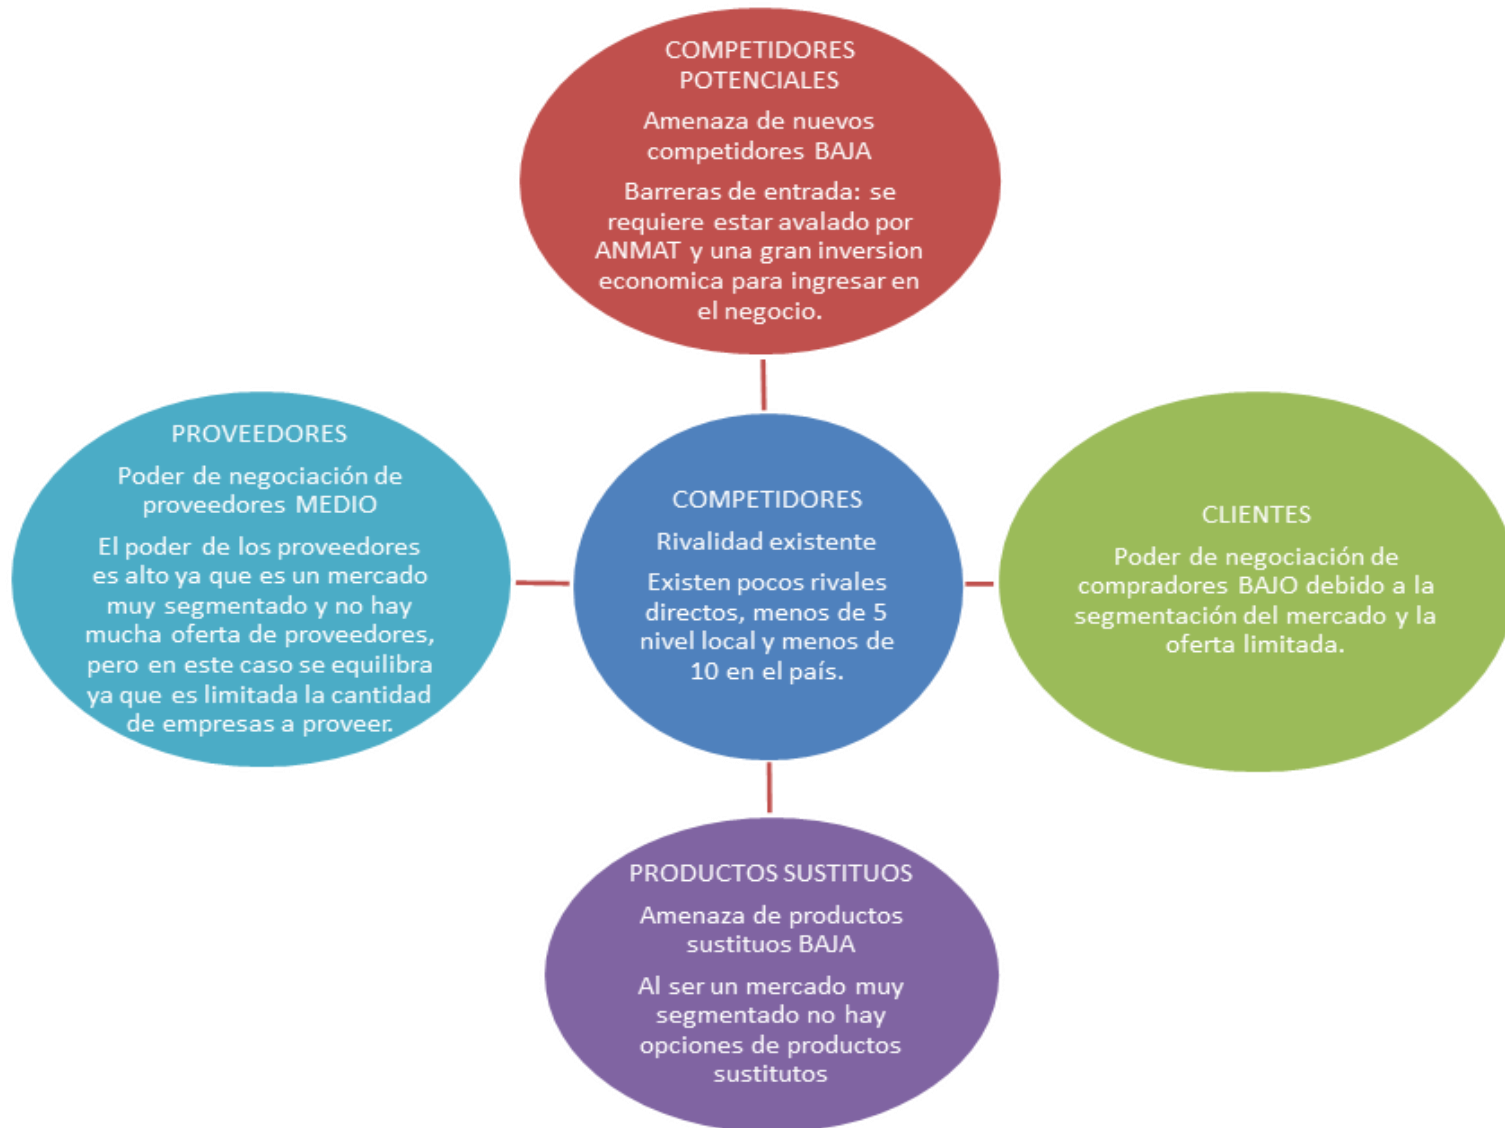 COMPETIDORES
POTENCIALES
Amenaza de nuevos
competidores BAJA
Barreras de entrada: se
requiere estar avalado por
ANMAT y una gran inversion
economica para ingresar en
el negocio.
PROVEEDORES
Poder de negociación de
proveedores MEDIO
El poder de los proveedores
es alto ya que es un mercado
muy segmentado y no hay
mucha oferta de proveedores,
pero en este caso se equilibra
ya que es limitada la cantidad
de empresas a proveer.
COMPETIDORES
Rivalidad existente
Existen pocos rivales
directos, menos de 5
nivel local y menos de
10 en el país.
CLIENTES
Poder de negociación de
compradores BAJO debido a la
segmentación del mercado y la
oferta limitada.
PRODUCTOS SUSTITUOS
Amenaza de productos
sustituos BAJA
Al ser un mercado muy
segmentado no hay
opciones de productos
sustitutos